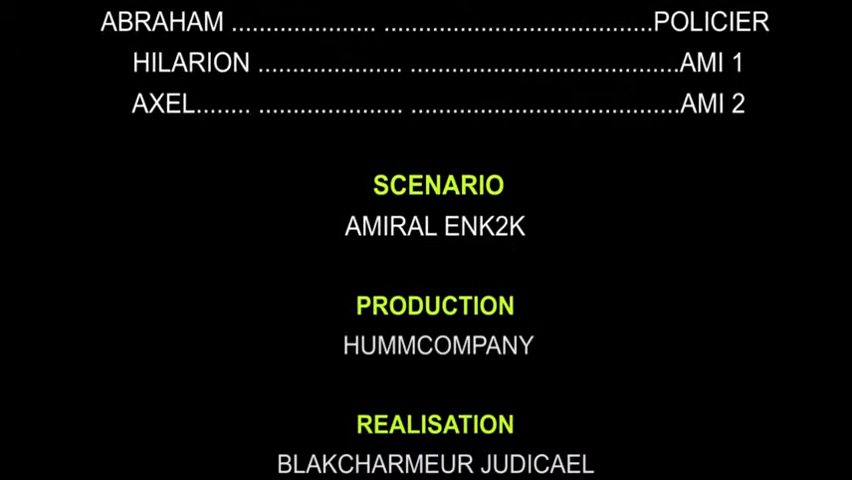 ABRAHAM ..................... .......................................POLICIER
HILARION ..................... .......................................AMI 1
AXEL........ ..................... .......................................AMI 2
SCENARIO
AMIRAL ENK2K
PRODUCTION
HUMMCOMPANY
REALISATION
BLAKCHARMEUR JUDICAEL